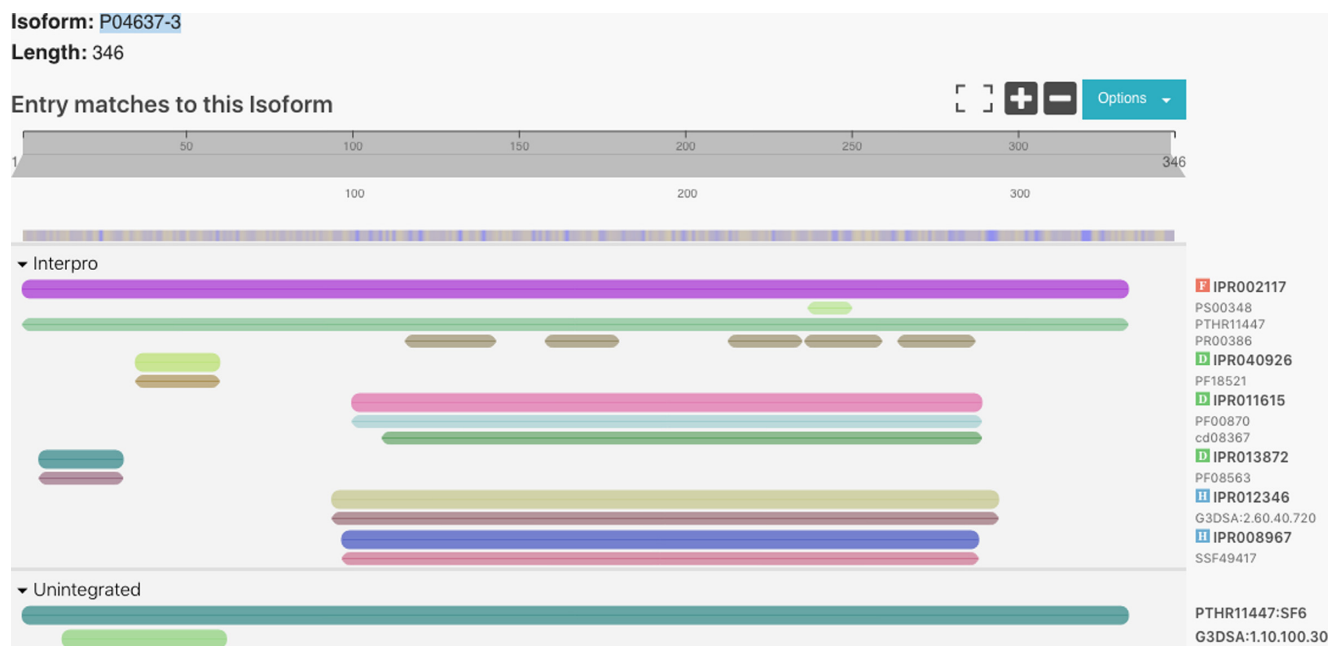 Isoform: P04637-3
Length: 346
Entry matches to this Isoform
Options
50 100 150 200 250 300
1 346
100 200 300
Interpro
F IPR002117
PS00348
PTHR11447
PR00386
D IPR040926
PF18521
D IPR011615
PF00870
cd08367
D IPR013872
PF08563
H IPR012346
G3DSA:2.60.40.720
H IPR008967
SSF49417
Unintegrated
PTHR11447:SF6
G3DSA:1.10.100.30